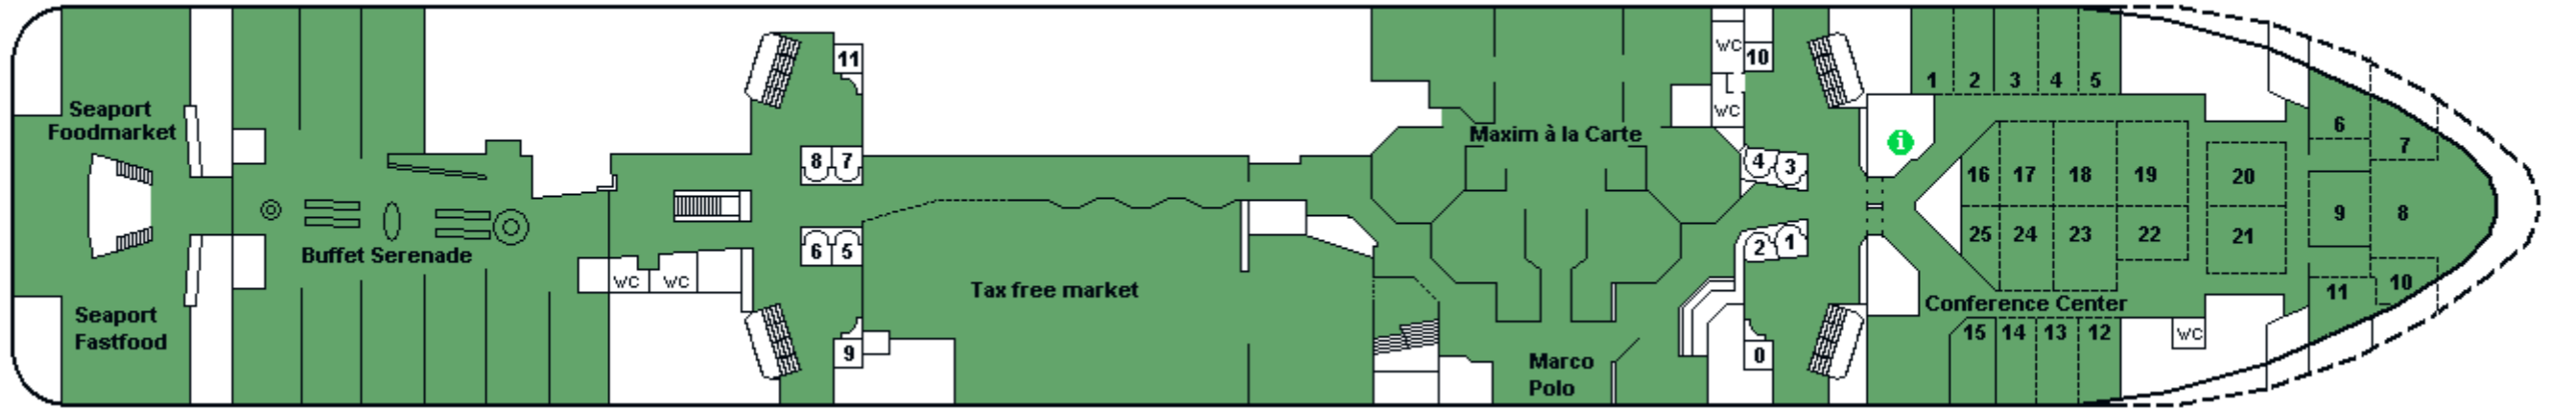 Seaport
Foodmarket
Seaport
Fastfood
Buffet Serenade
WC
WC
11
8
7
6
5
9
Tax free market
Maxim à la Carte
Marco
Polo
WC
WC
10
4
3
2
1
0
i
1
2
3
4
5
16
17
18
19
20
25
24
23
22
21
Conference Center
15
14
13
12
WC
6
7
9
8
11
10